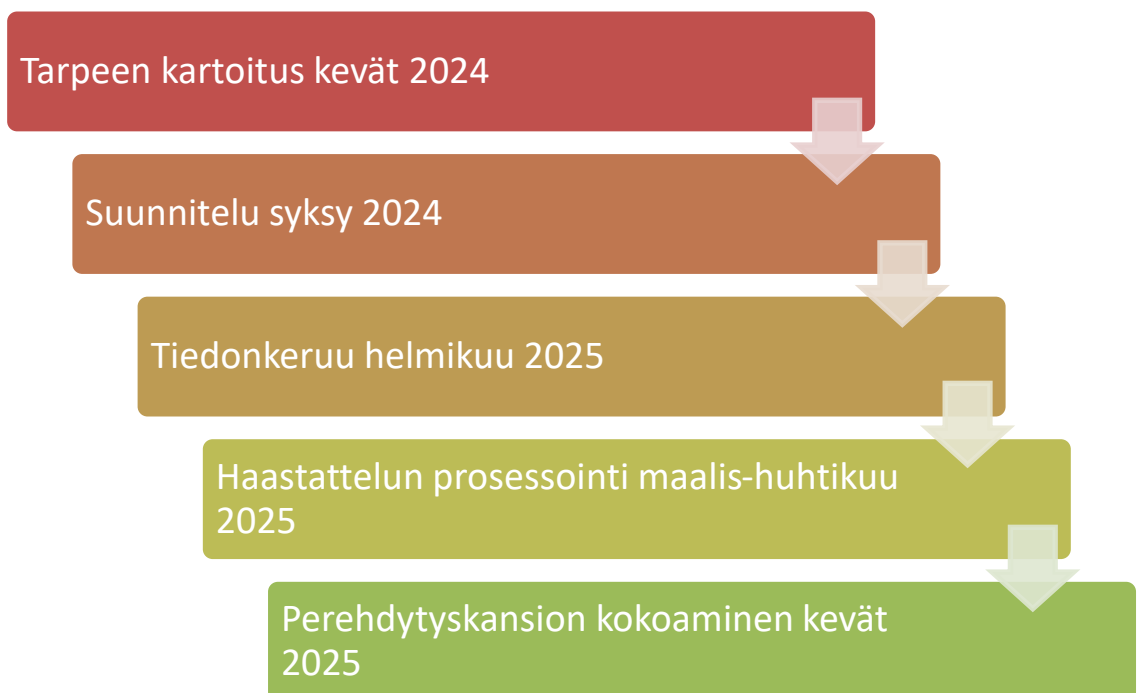 Tarpeen kartoitus kevät 2024
Suunnitelu syksy 2024
Tiedonkeruu helmikuu 2025
Haastattelun prosessointi maalis-huhtikuu
2025
Perehdytyskansion kokoaminen kevät
2025